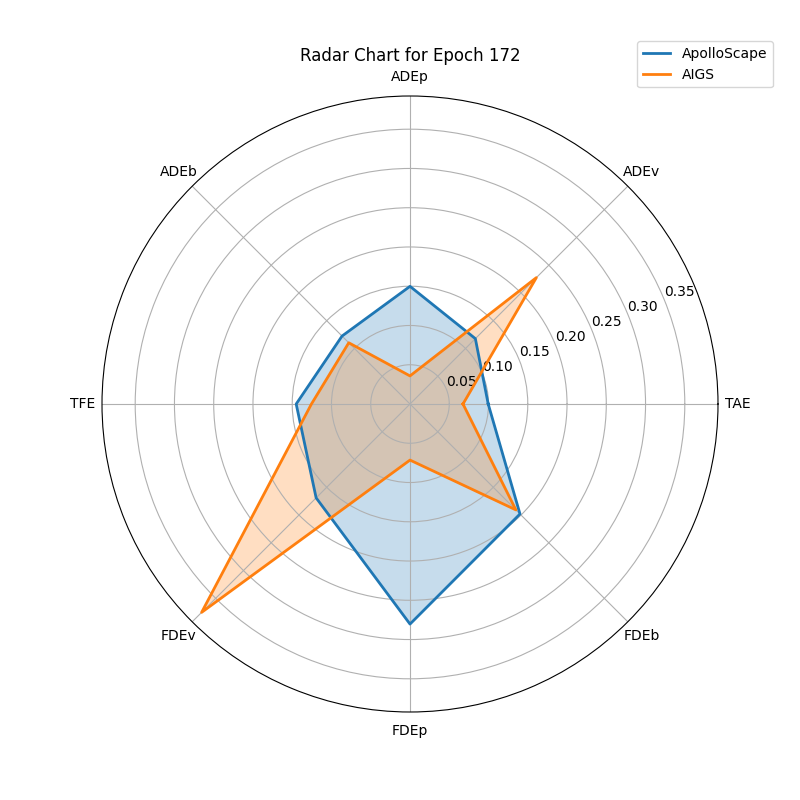 Radar Chart for Epoch 172
ApolloScape
AIGS
ADEp
ADEb
ADEv
0.35
0.30
0.25
0.20
0.15
0.10
0.05
TFE
TAE
FDEv
FDEb
FDEp